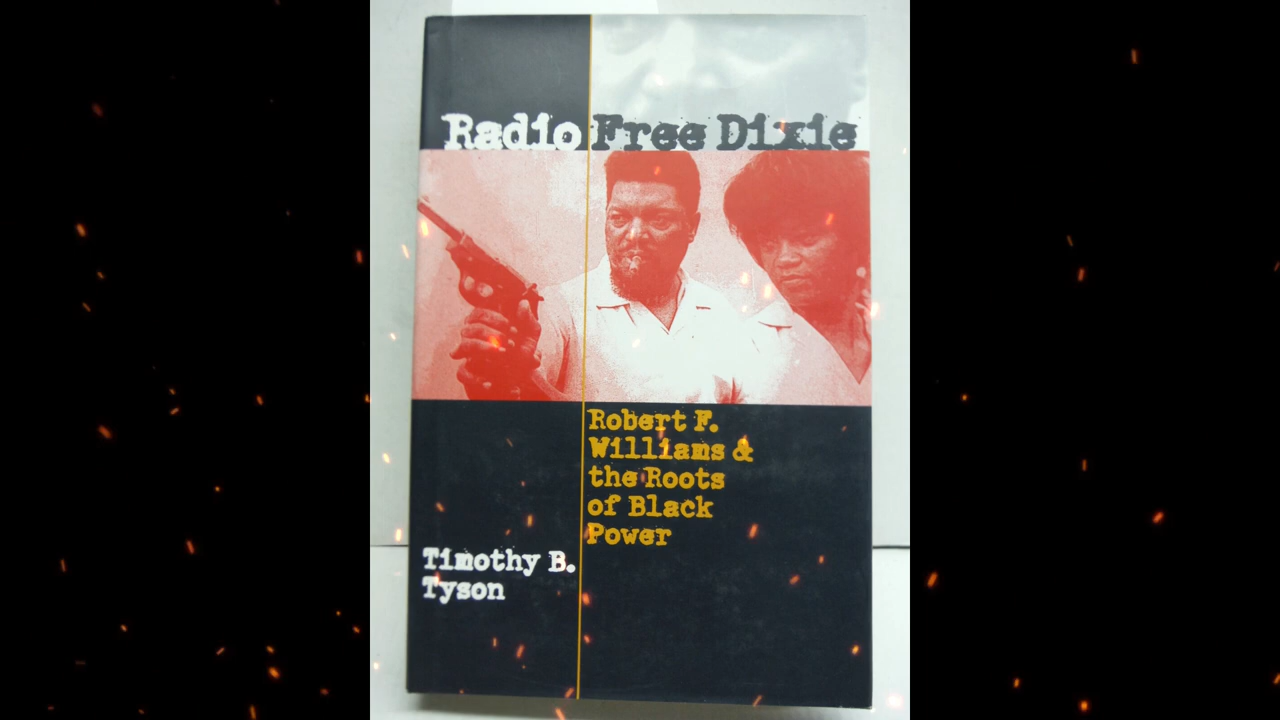 Radio Free Dixie
Robert F.
Williams &
the Roots
of Black
Power
Timothy B.
Tyson